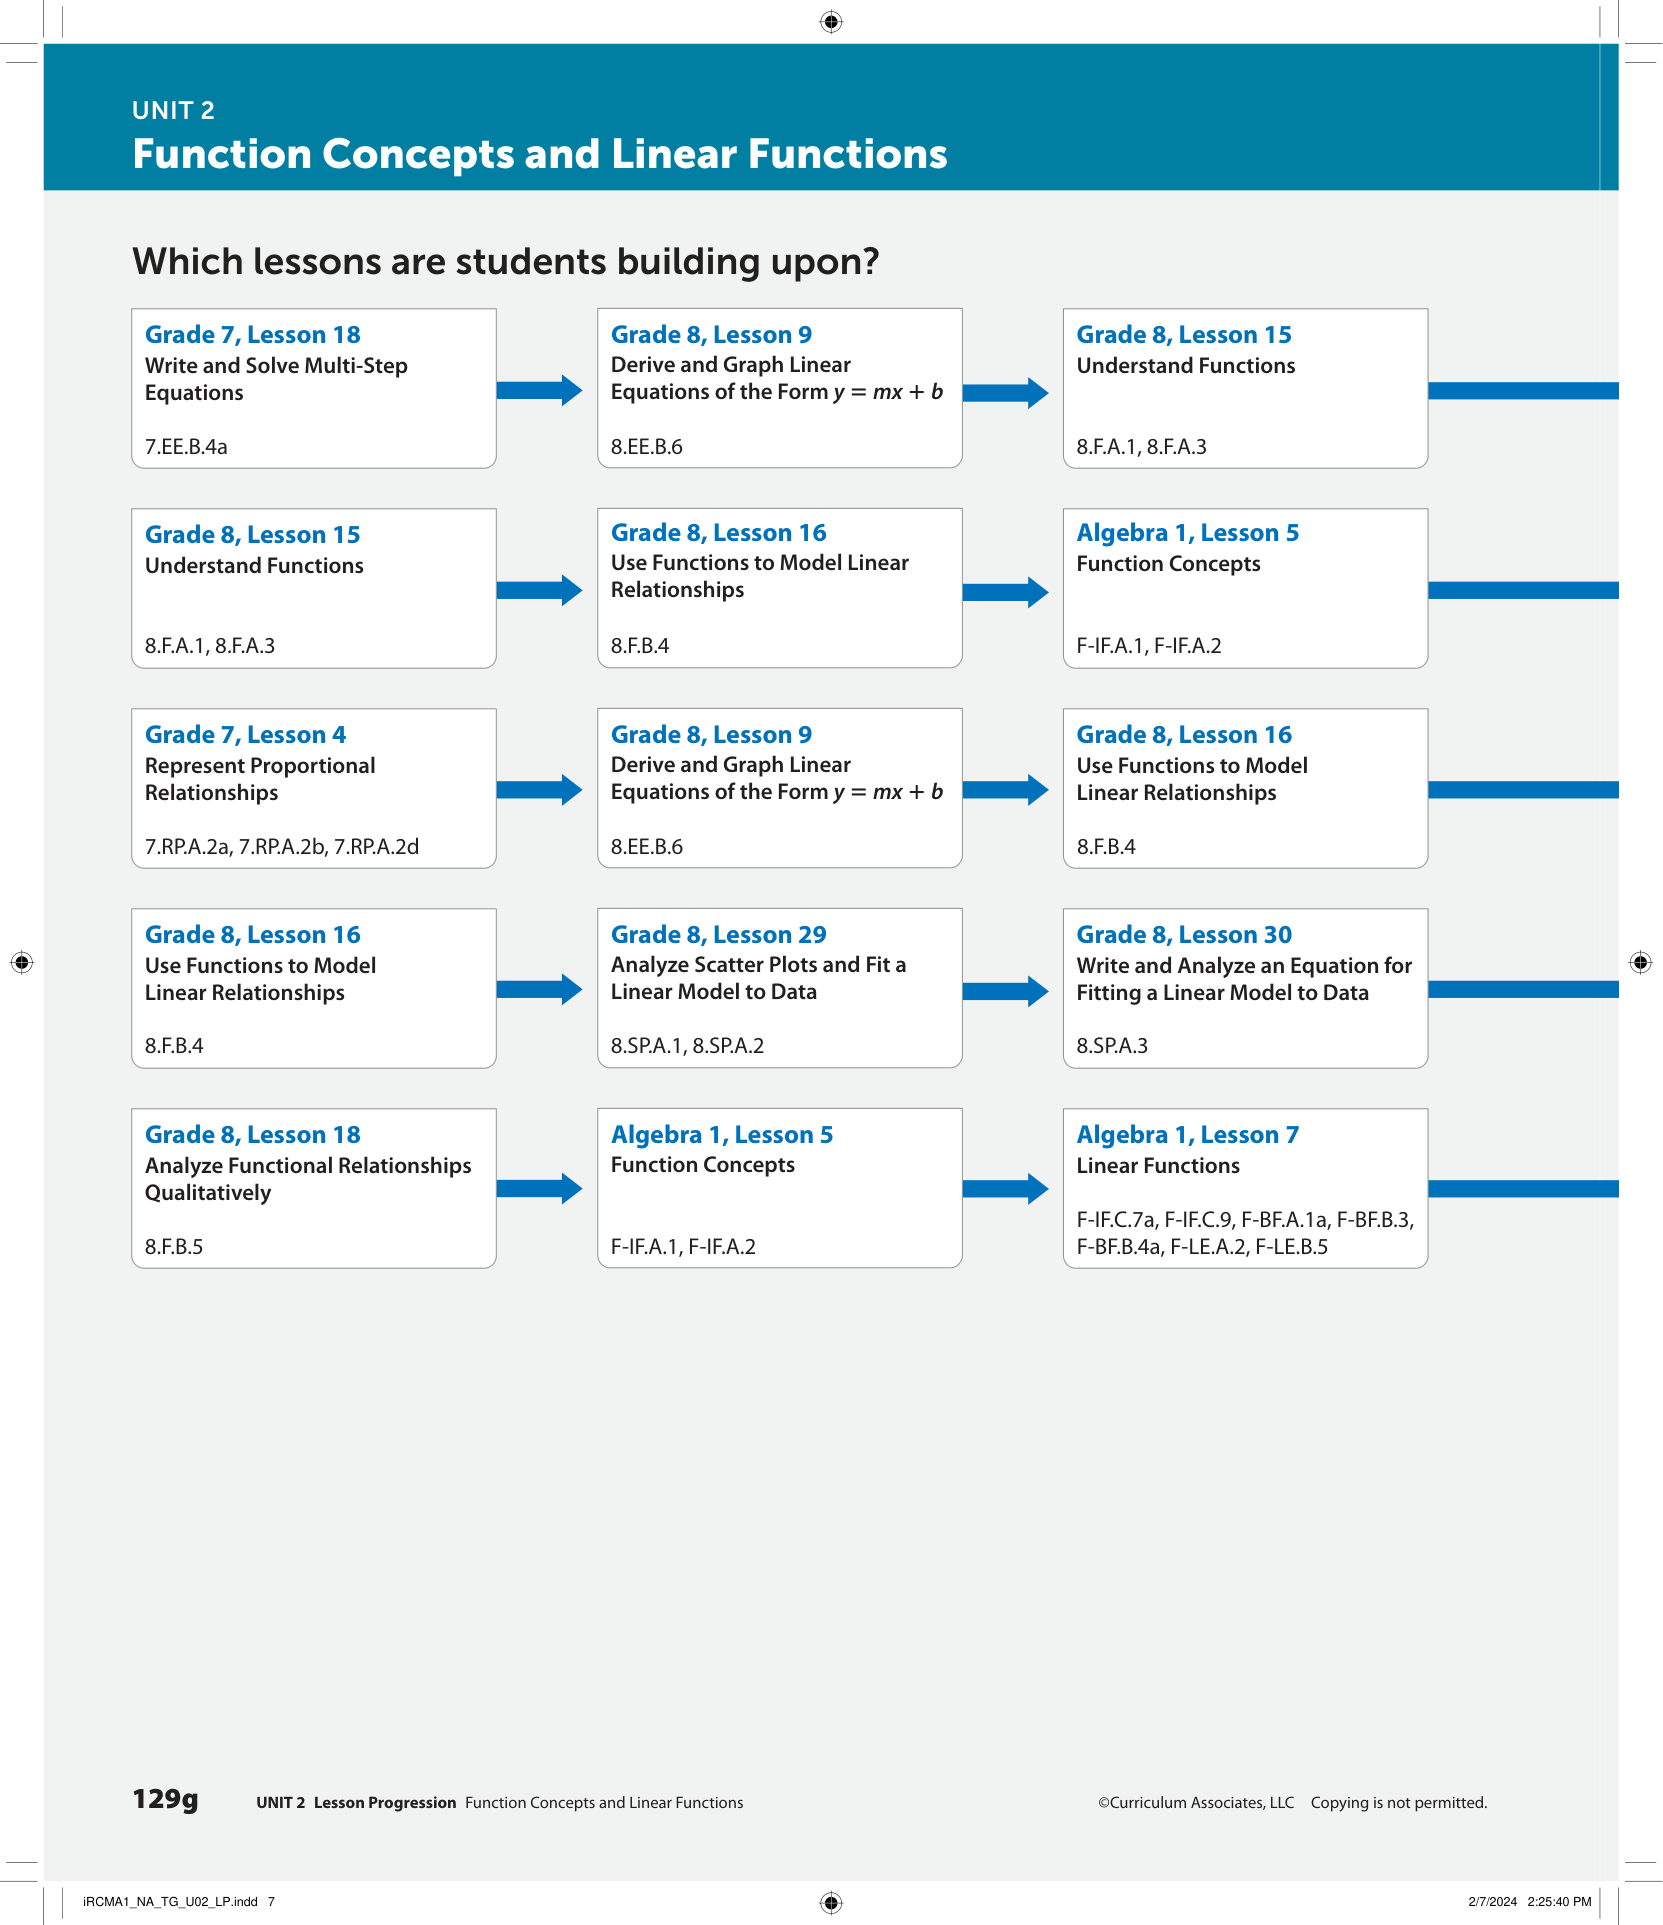 UNIT 2
Function Concepts and Linear Functions
Which lessons are students building upon?
Grade 7, Lesson 18
Write and Solve Multi-Step
Equations
7.EE.B.4a
Grade 8, Lesson 9
Derive and Graph Linear
Equations of the Form y = mx + b
8.EE.B.6
Grade 8, Lesson 15
Understand Functions
8.F.A.1, 8.F.A.3
Grade 8, Lesson 15
Understand Functions
8.F.A.1, 8.F.A.3
Grade 8, Lesson 16
Use Functions to Model Linear
Relationships
8.F.B.4
Algebra 1, Lesson 5
Function Concepts
F-IF.A.1, F-IF.A.2
Grade 7, Lesson 4
Represent Proportional
Relationships
7.RP.A.2a, 7.RP.A.2b, 7.RP.A.2d
Grade 8, Lesson 9
Derive and Graph Linear
Equations of the Form y = mx + b
8.EE.B.6
Grade 8, Lesson 16
Use Functions to Model
Linear Relationships
8.F.B.4
Grade 8, Lesson 16
Use Functions to Model
Linear Relationships
8.F.B.4
Grade 8, Lesson 29
Analyze Scatter Plots and Fit a
Linear Model to Data
8.SP.A.1, 8.SP.A.2
Grade 8, Lesson 30
Write and Analyze an Equation for
Fitting a Linear Model to Data
8.SP.A.3
Grade 8, Lesson 18
Analyze Functional Relationships
Qualitatively
8.F.B.5
Algebra 1, Lesson 5
Function Concepts
F-IF.A.1, F-IF.A.2
Algebra 1, Lesson 7
Linear Functions
F-IF.C.7a, F-IF.C.9, F-BF.A.1a, F-BF.B.3,
F-BF.B.4a, F-LE.A.2, F-LE.B.5
129g UNIT 2 Lesson Progression Function Concepts and Linear Functions ©Curriculum Associates, LLC Copying is not permitted.
iRCMA1_NA_TG_U02_LP.indd 7 2/7/2024 2:25:40 PM